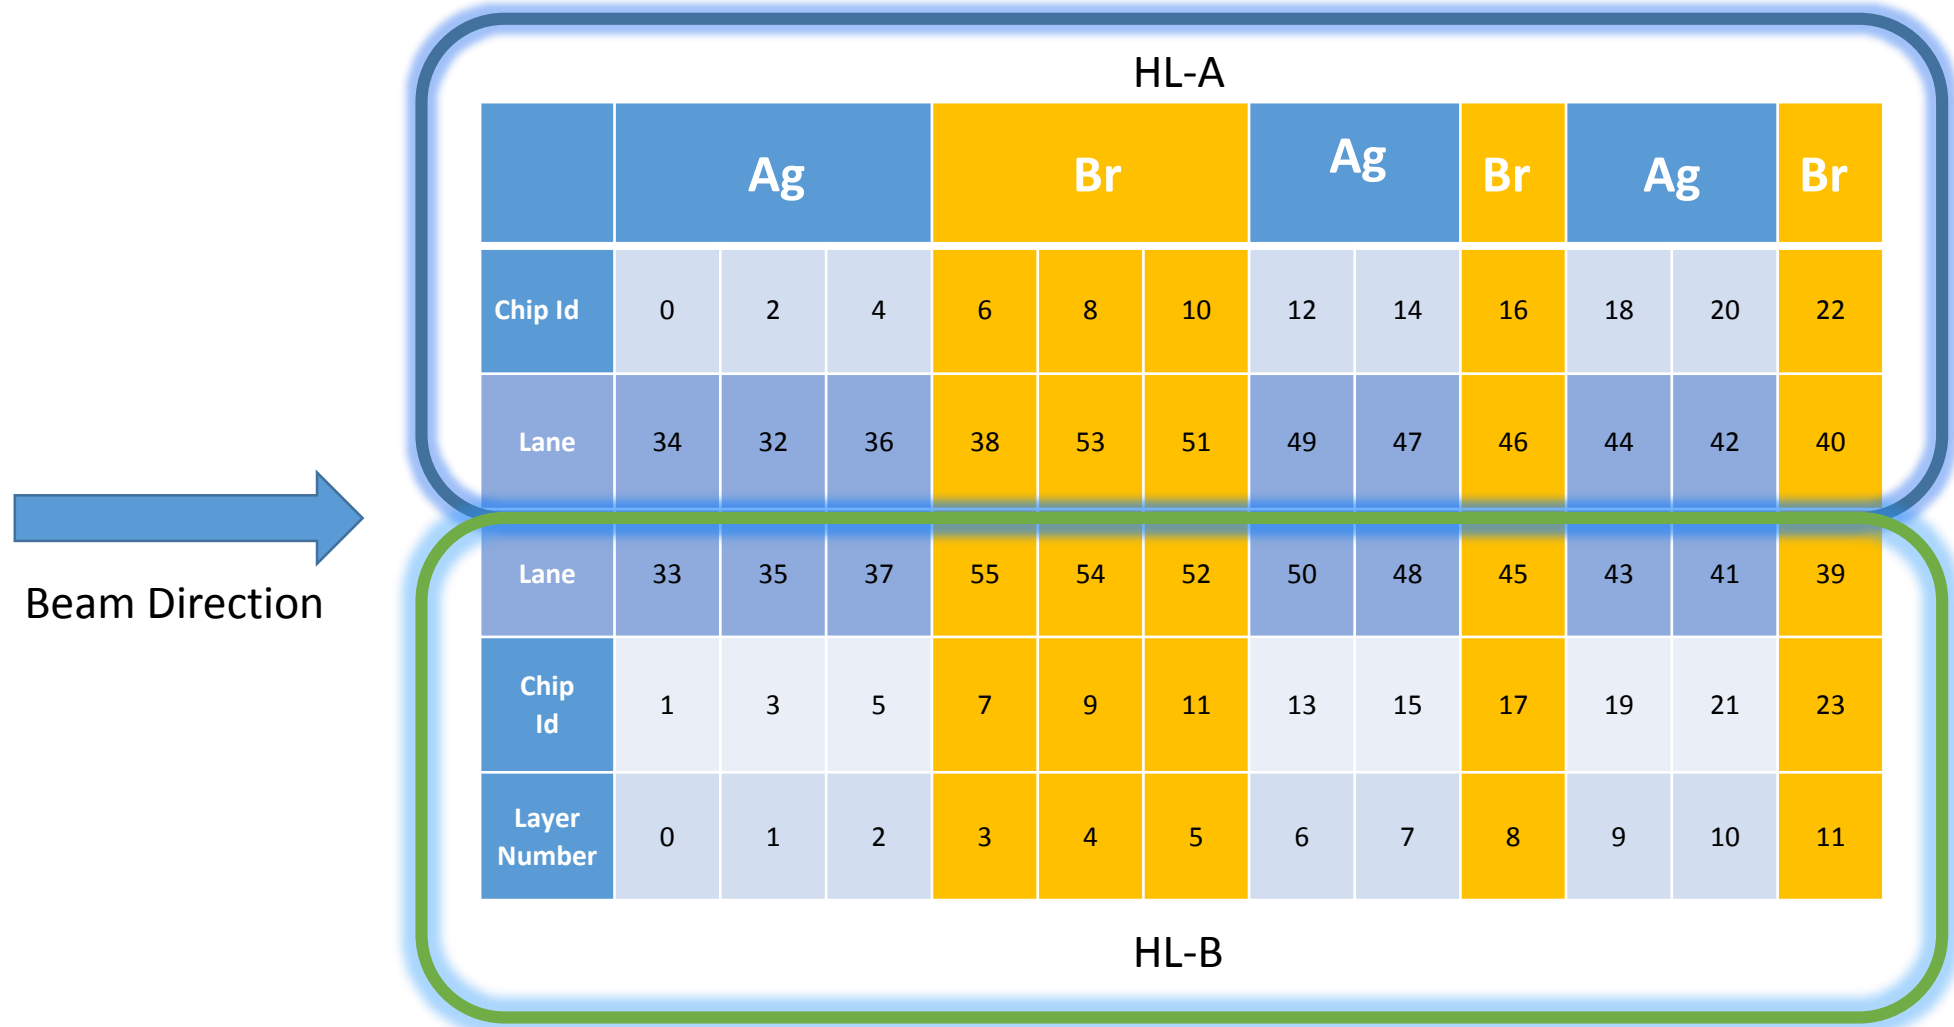 HL-A
Ag Br Ag Br Ag Br
Chip Id 0 2 4 6 8 10 12 14 16 18 20 22
Lane 34 32 36 38 53 51 49 47 46 44 42 40
Beam Direction
Lane 33 35 37 55 54 52 50 48 45 43 41 39
Chip
Id 1 3 5 7 9 11 13 15 17 19 21 23
Layer
Number 0 1 2 3 4 5 6 7 8 9 10 11
HL-B